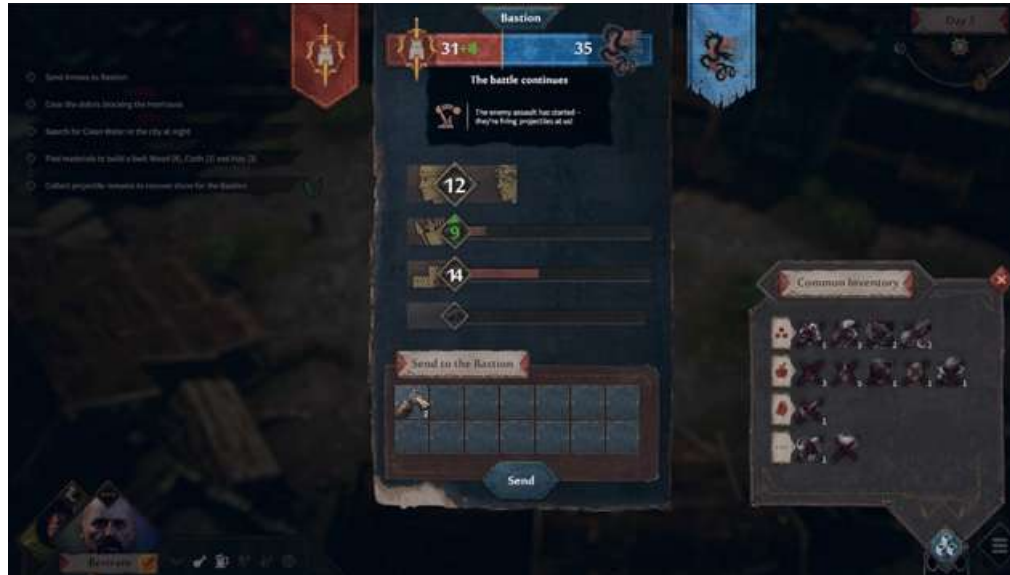 Bastion
31
35
The battle continues
The enemy assault has started -
they're firing projectiles at us!
Day
Send Arrows to Bastion
Clear the debris blocking the
Search for Clean Water in the city at night
Find materials to build a bed: Wood [4], Cloth [2] and Hay [3]
Collect projectile remains to recover stone for the Bastion
12
9
14
Send to the Bastion
Send
Common Inventory